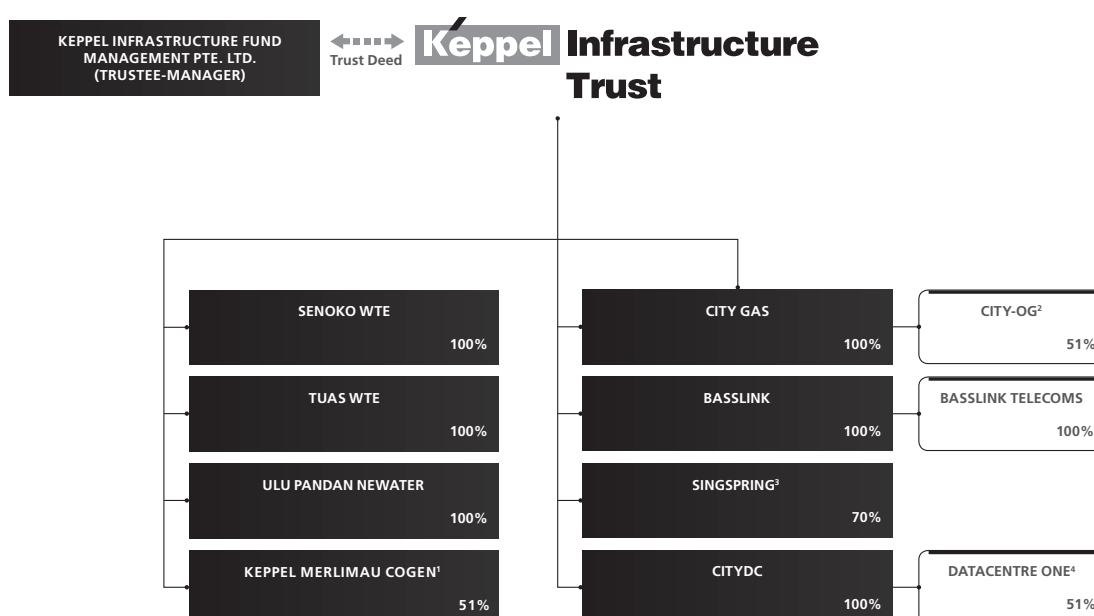 KEPPEL INFRASTRUCTURE FUND
MANAGEMENT PTE. LTD.
(TRUSTEE-MANAGER)
Trust Deed
Keppel Infrastructure
Trust
SENOKO WTE
100%
TUAS WTE
100%
ULU PANDAN NEWATER
100%
KEPPEL MERLIMAU COGEN¹
51%
CITY GAS
100%
CITY-OG²
51%
BASSLINK
100%
BASSLINK TELECOMS
100%
SINGSPRING³
70%
CITYDC
100%
DATACENTRE ONE⁴
51%